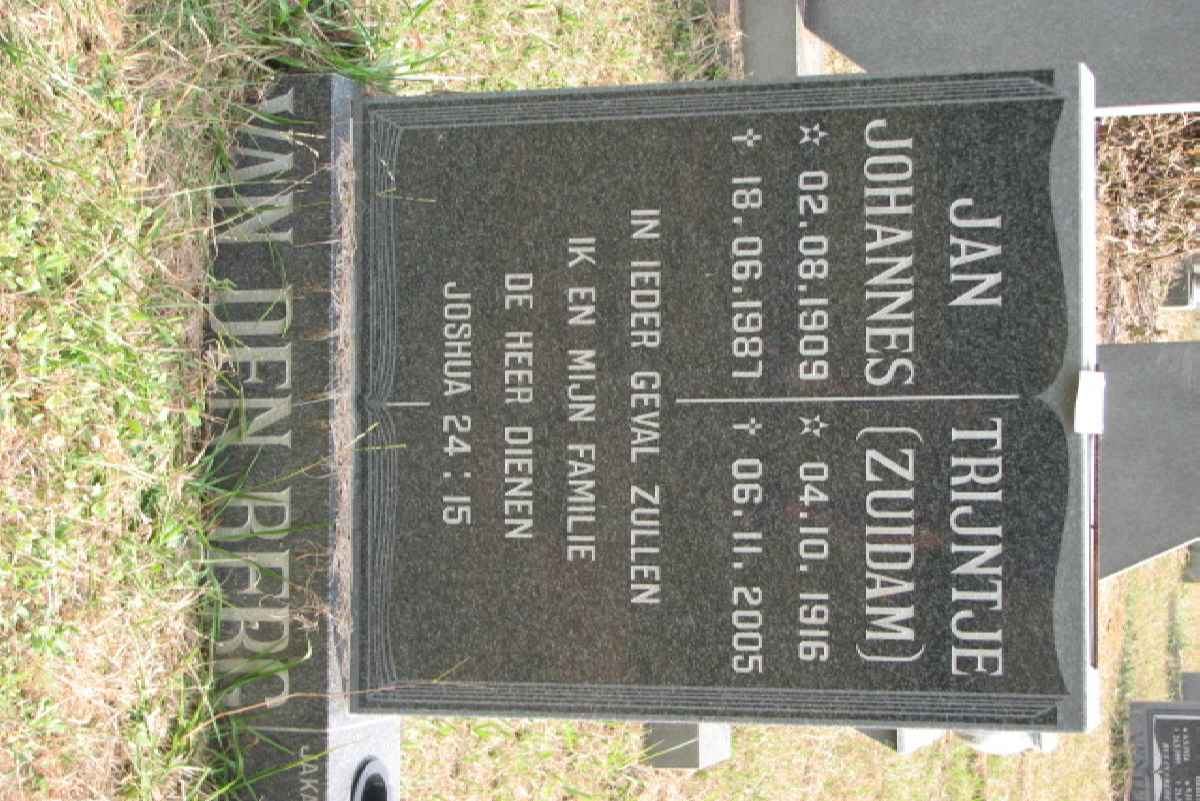 JAN
JOHANNES
☆ 02.08.1909
✝ 18.06.1987
TRIJNTJE
(ZUIDAM)
☆ 04.10.1916
✝ 06.11.2005
IN IEDER GEVAL ZULLEN
IK EN MIJN FAMILIE
DE HEER DIENEN
JOSHUA 24:15
VAN DEN BERG